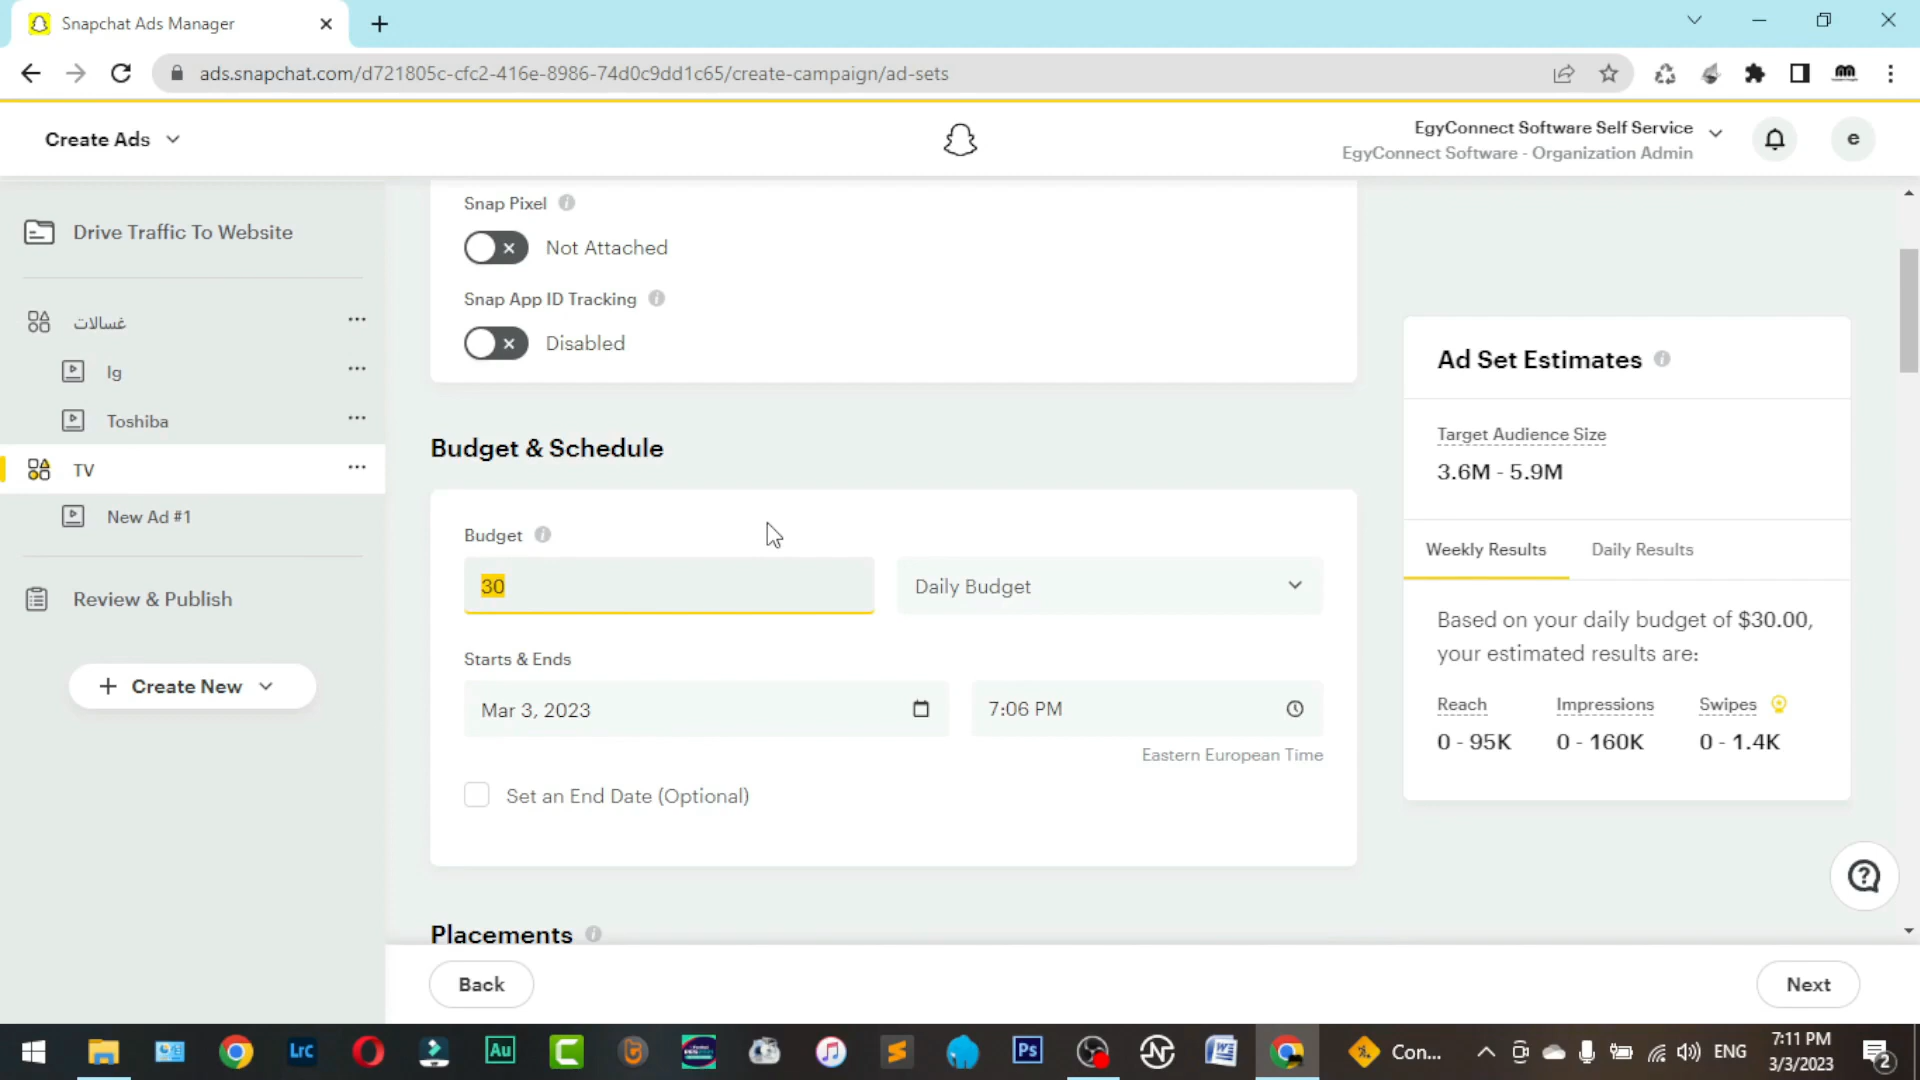 Snapchat Ads Manager
ads.snapchat.com/d721805c-cfc2-416e-8986-74d0c9dd1c65/create-campaign/ad-sets
Create Ads
EgyConnect Software Self Service
EgyConnect Software - Organization Admin
e
Drive Traffic To Website
غسالات
lg
Toshiba
TV
New Ad #1
Review & Publish
+ Create New
Snap Pixel
Not Attached
Snap App ID Tracking
Disabled
Budget & Schedule
Budget
30
Daily Budget
Starts & Ends
Mar 3, 2023
7:06 PM
Eastern European Time
Set an End Date (Optional)
Placements
Ad Set Estimates
Target Audience Size
3.6M - 5.9M
Weekly Results
Daily Results
Based on your daily budget of $30.00,
your estimated results are:
Reach
Impressions
Swipes
0 - 95K
0 - 160K
0 - 1.4K
Back
Next
Lrc
Au
Ps
Con...
ENG
7:11 PM
3/3/2023
2